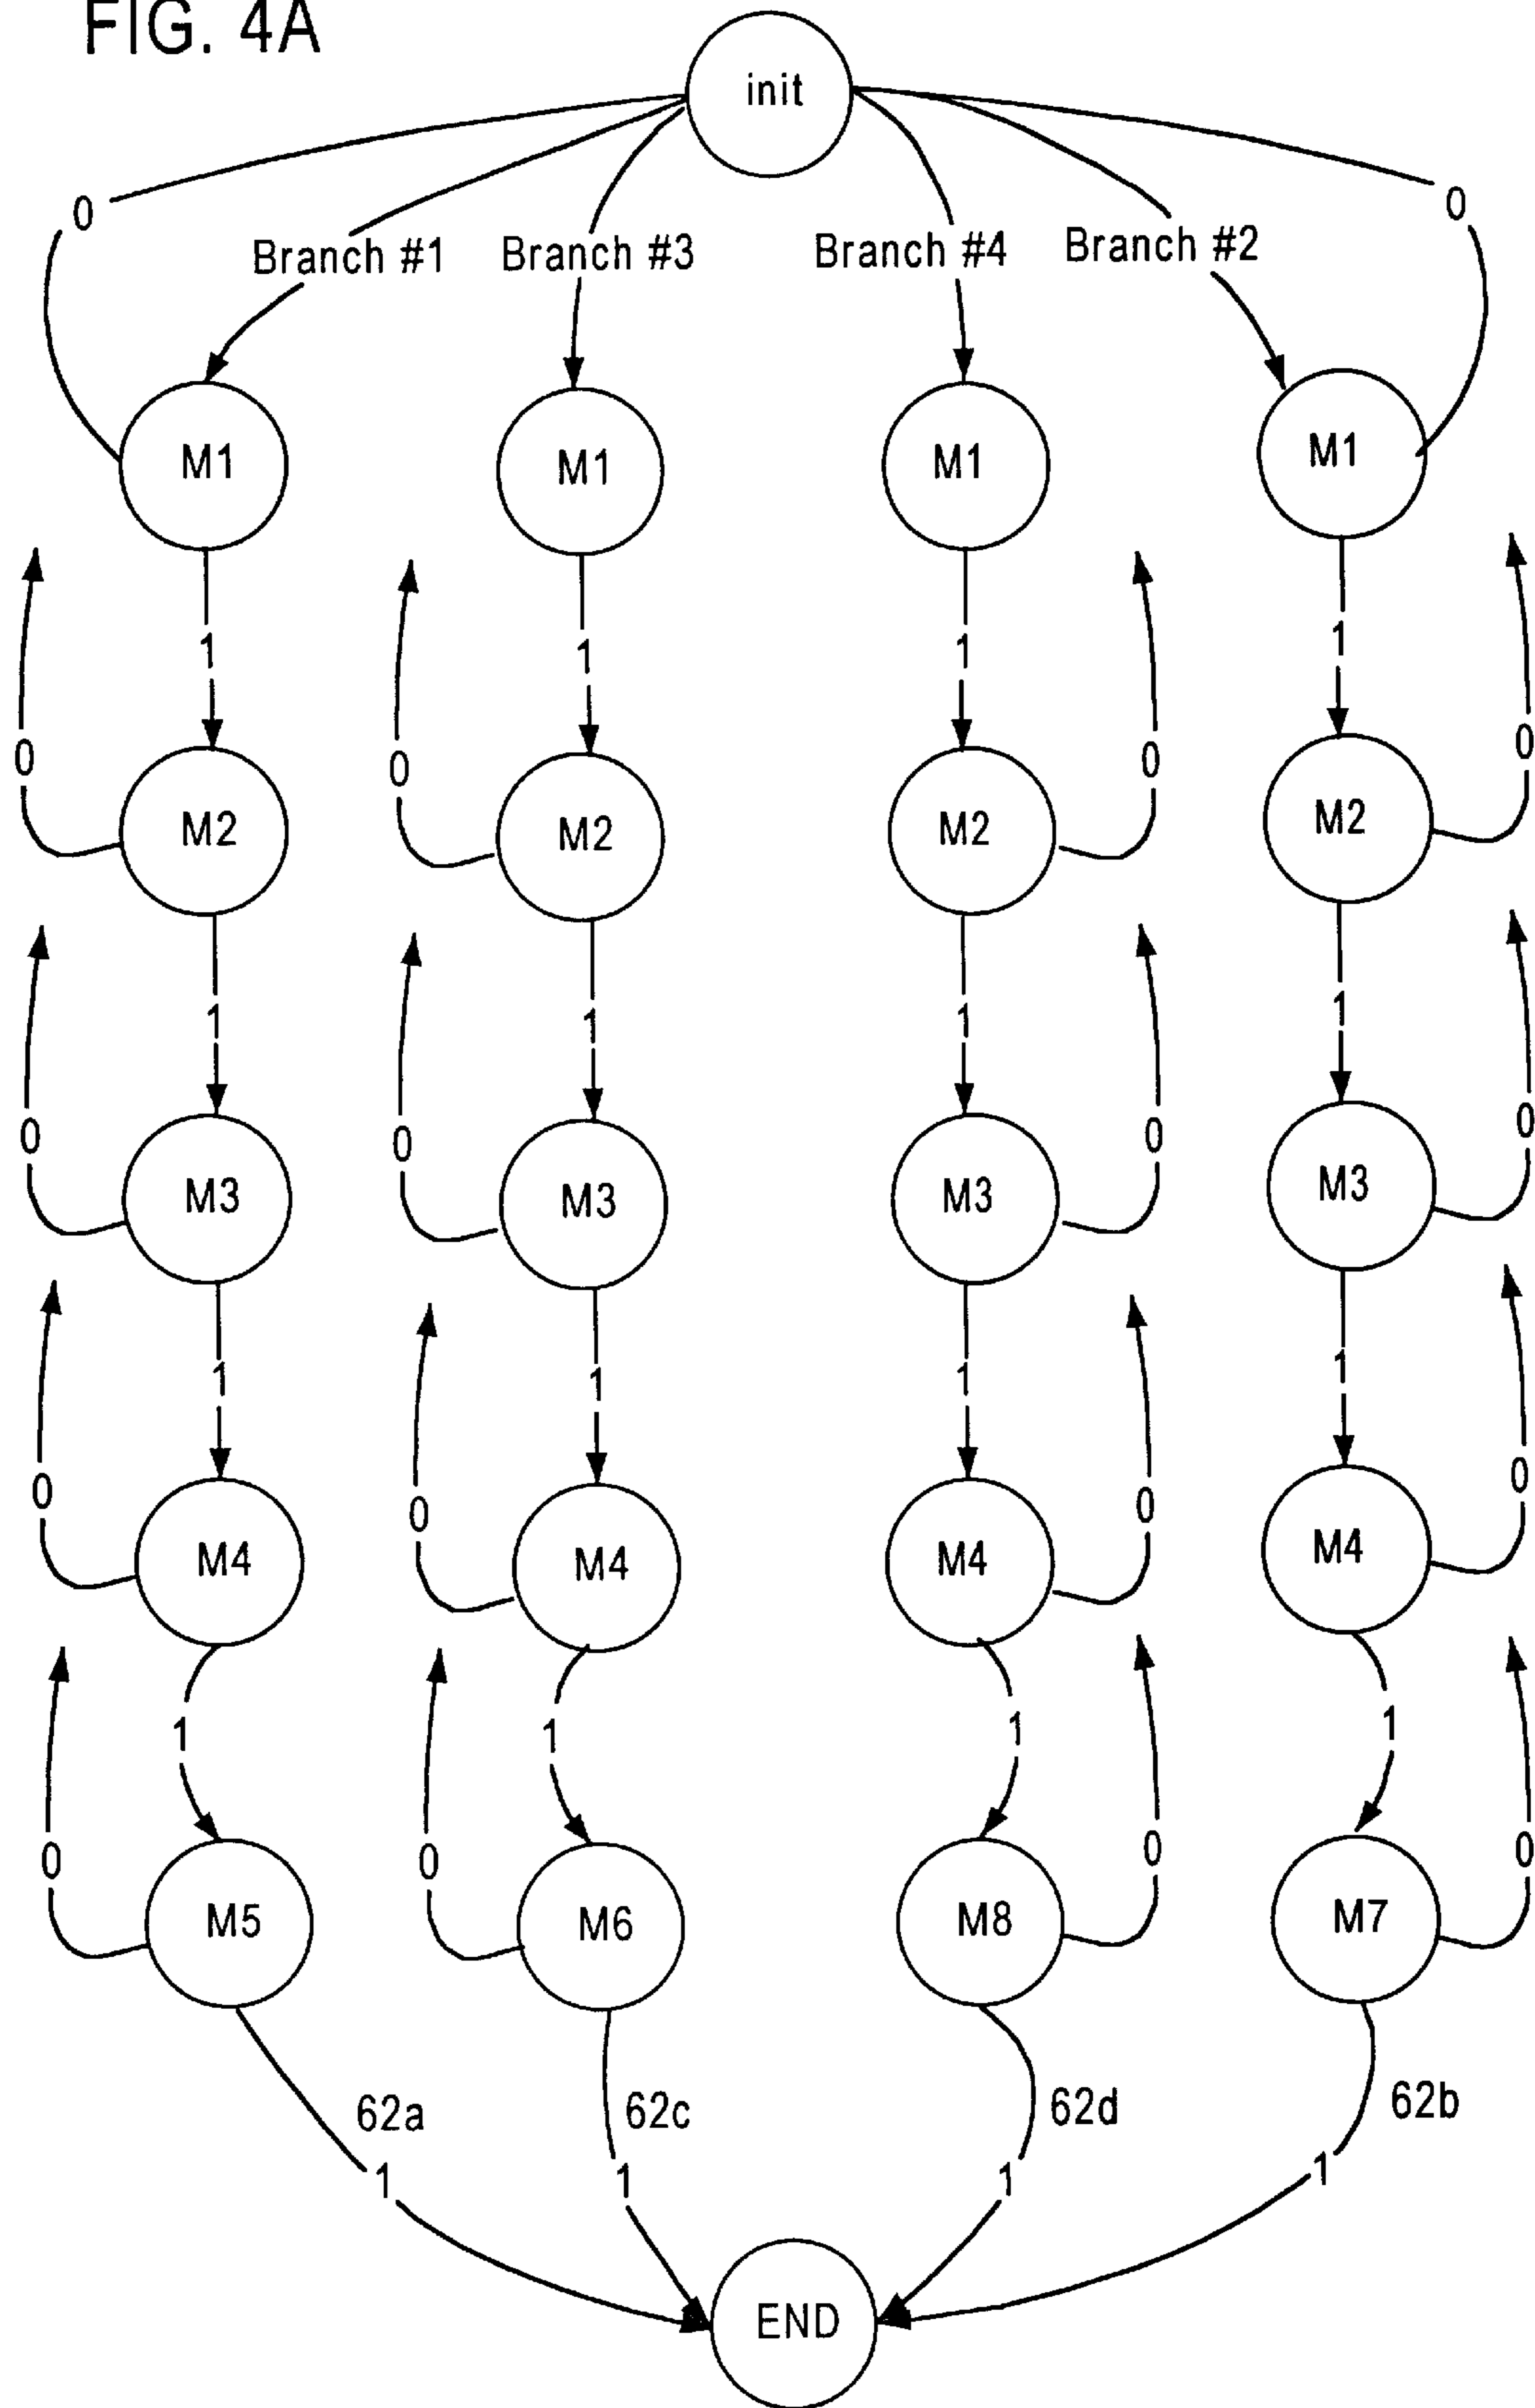 FIG. 4A
init
0 0
Branch #1 Branch #3 Branch #4 Branch #2
M1 M1 M1 M1
1 1 1 1
0 0 0 0
M2 M2 M2 M2
1 1 1 1
0 0 0 0
M3 M3 M3 M3
1 1 1 1
0 0 0 0
M4 M4 M4 M4
1 1 1 1
0 0 0 0
M5 M6 M8 M7
62a 62c 62d 62b
1 1 1 1
END